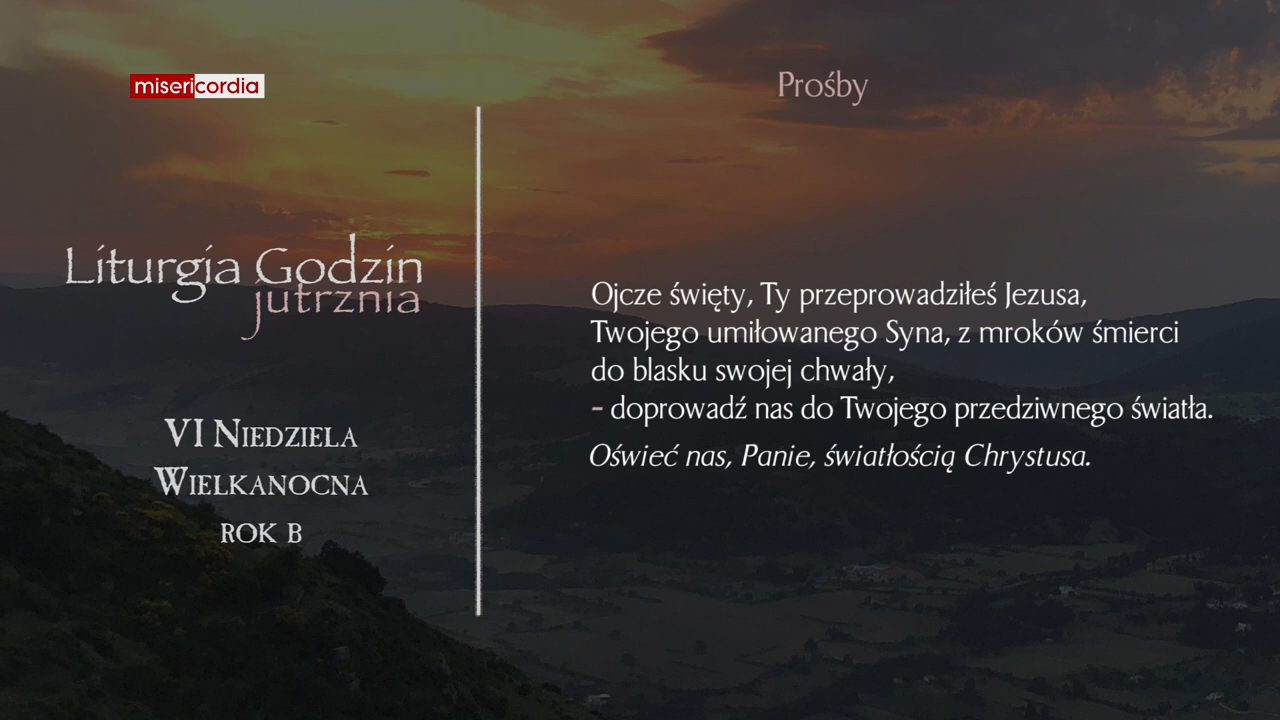 misericordia
Liturgia Godzin
jutrznia
VI Niedziela
Wielkanocna
rok b
Prośby
Ojcze święty, Ty przeprowadziłeś Jezusa,
Twojego umiłowanego Syna, z mroków śmierci
do blasku swojej chwały,
- doprowadź nas do Twojego przedziwnego światła.
Oświeć nas, Panie, światłością Chrystusa.